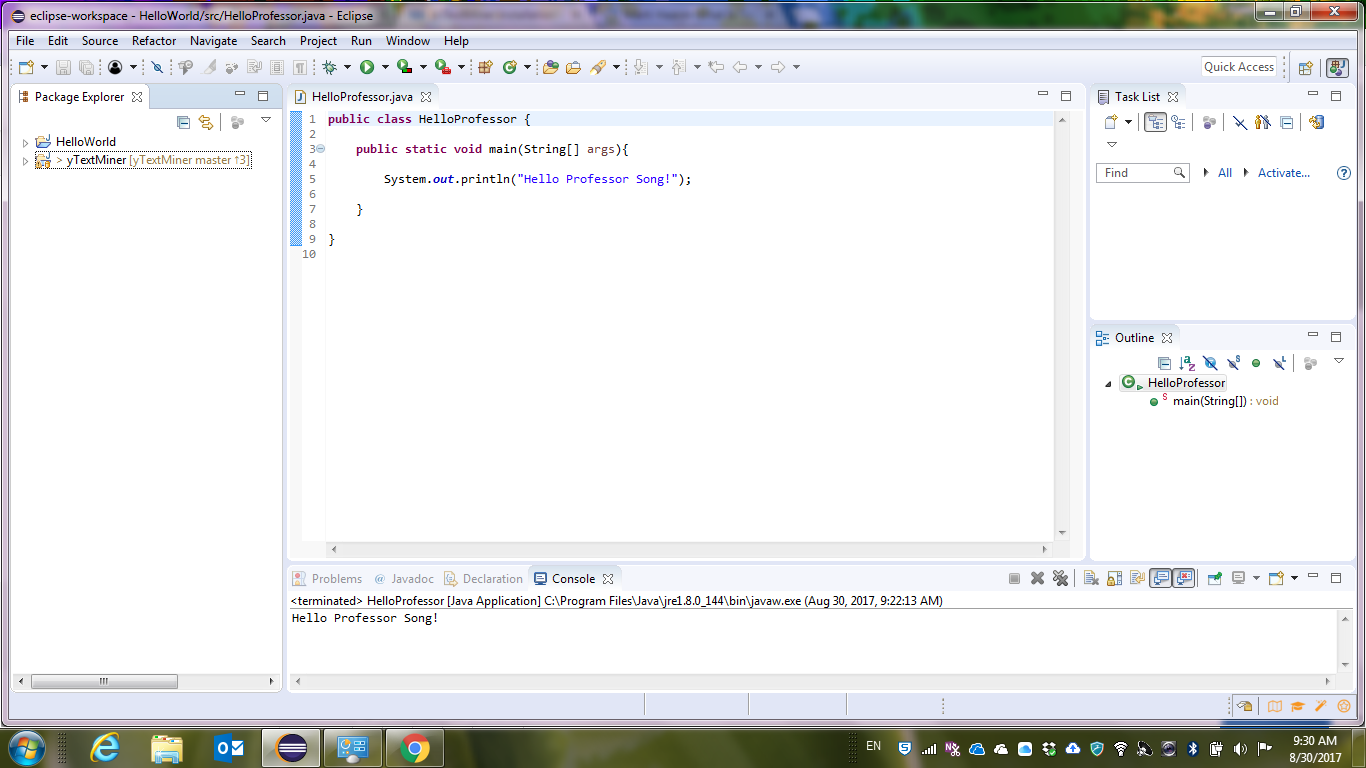 eclipse-workspace - HelloWorld/src/HelloProfessor.java - Eclipse
File Edit Source Refactor Navigate Search Project Run Window Help
Quick Access
Package Explorer
HelloWorld
> yTextMiner [yTextMiner master ↑3]
HelloProfessor.java
1 public class HelloProfessor {
2
3 public static void main(String[] args){
4
5 System.out.println("Hello Professor Song!");
6
7 }
8
9 }
10
Task List
Find All Activate...
Outline
HelloProfessor
main(String[]) : void
Problems @ Javadoc Declaration Console
<terminated> HelloProfessor [Java Application] C:\Program Files\Java\jre1.8.0_144\bin\javaw.exe (Aug 30, 2017, 9:22:13 AM)
Hello Professor Song!
EN
9:30 AM
8/30/2017